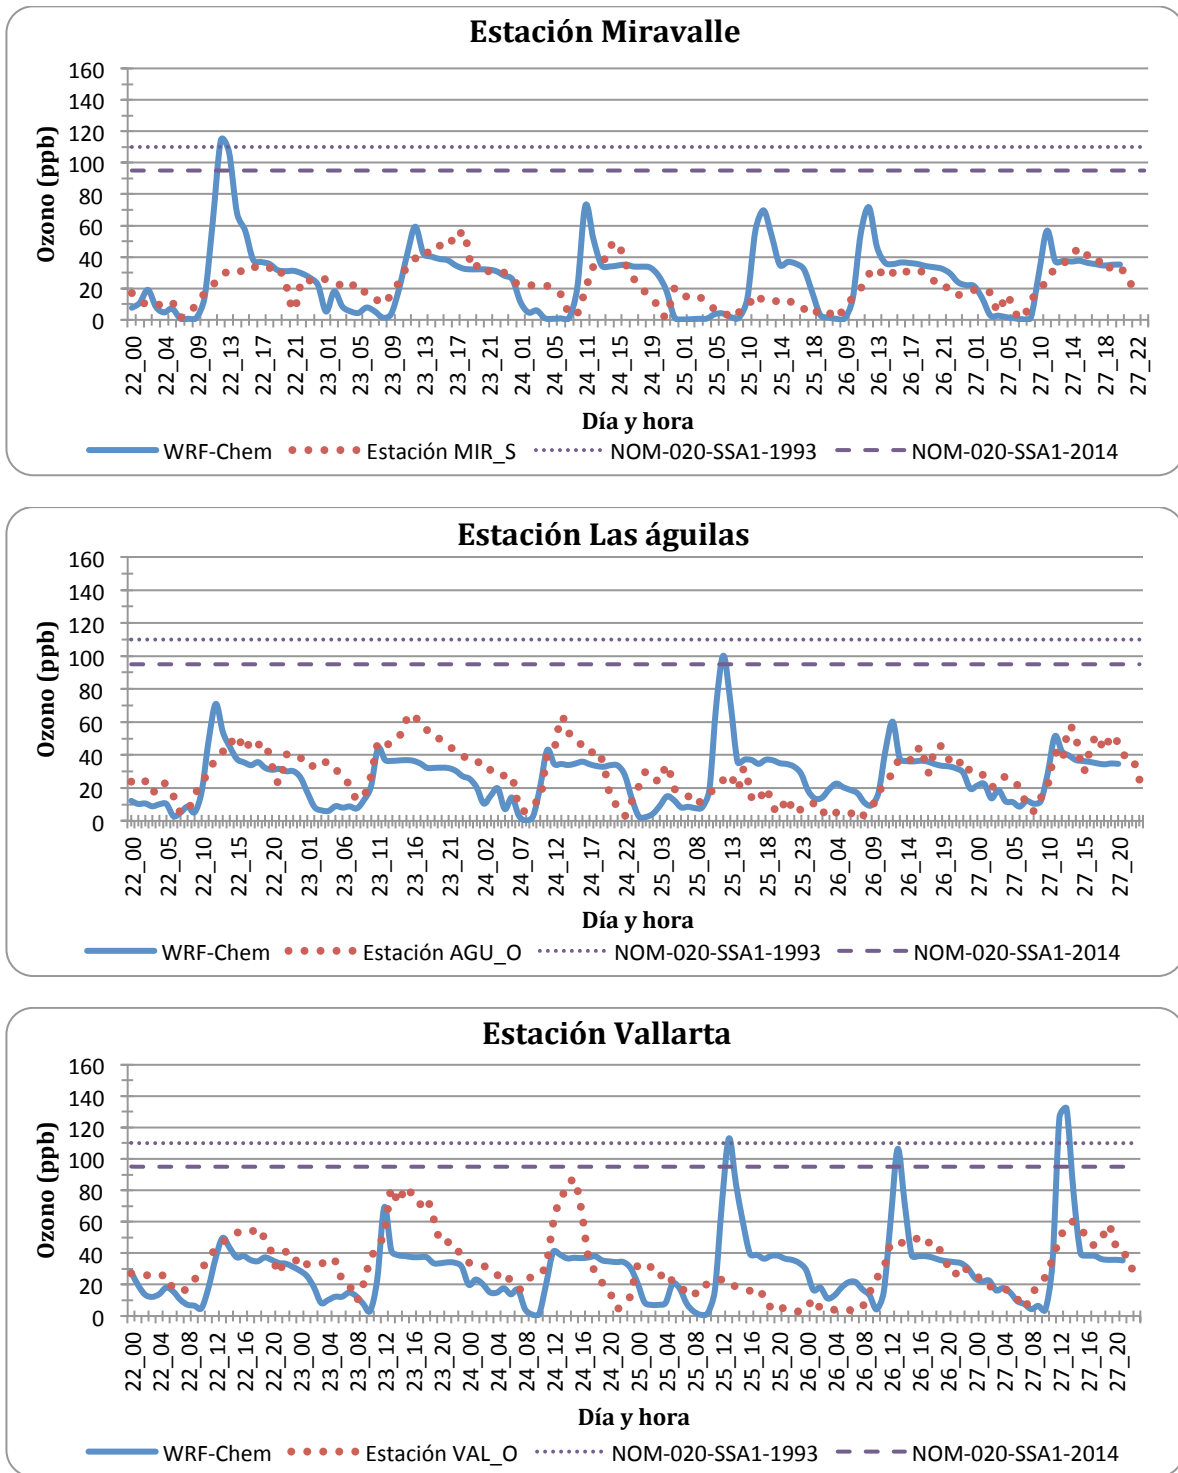 Estación Miravalle
Ozono (ppb)
160
140
120
100
80
60
40
20
0
22_00 22_04 22_09 22_13 22_17 22_21 23_01 23_05 23_09 23_13 23_17 23_21 24_01 24_05 24_11 24_15 24_19 25_01 25_05 25_10 25_14 25_18 26_09 26_13 26_17 26_21 27_01 27_05 27_10 27_14 27_18 27_22
Día y hora
WRF-Chem Estación MIR_S NOM-020-SSA1-1993 NOM-020-SSA1-2014
Estación Las águilas
Ozono (ppb)
160
140
120
100
80
60
40
20
0
22_00 22_05 22_10 22_15 22_20 23_01 23_06 23_11 23_16 23_21 24_02 24_07 24_12 24_17 24_22 25_03 25_08 25_13 25_18 25_23 26_04 26_09 26_14 26_19 27_00 27_05 27_10 27_15 27_20
Día y hora
WRF-Chem Estación AGU_O NOM-020-SSA1-1993 NOM-020-SSA1-2014
Estación Vallarta
Ozono (ppb)
160
140
120
100
80
60
40
20
0
22_00 22_04 22_08 22_12 22_16 22_20 23_00 23_04 23_08 23_12 23_16 23_20 24_00 24_04 24_08 24_12 24_16 24_20 25_00 25_04 25_08 25_12 25_16 25_20 26_00 26_04 26_08 26_12 26_16 26_20 27_00 27_04 27_08 27_12 27_16 27_20
Día y hora
WRF-Chem Estación VAL_O NOM-020-SSA1-1993 NOM-020-SSA1-2014